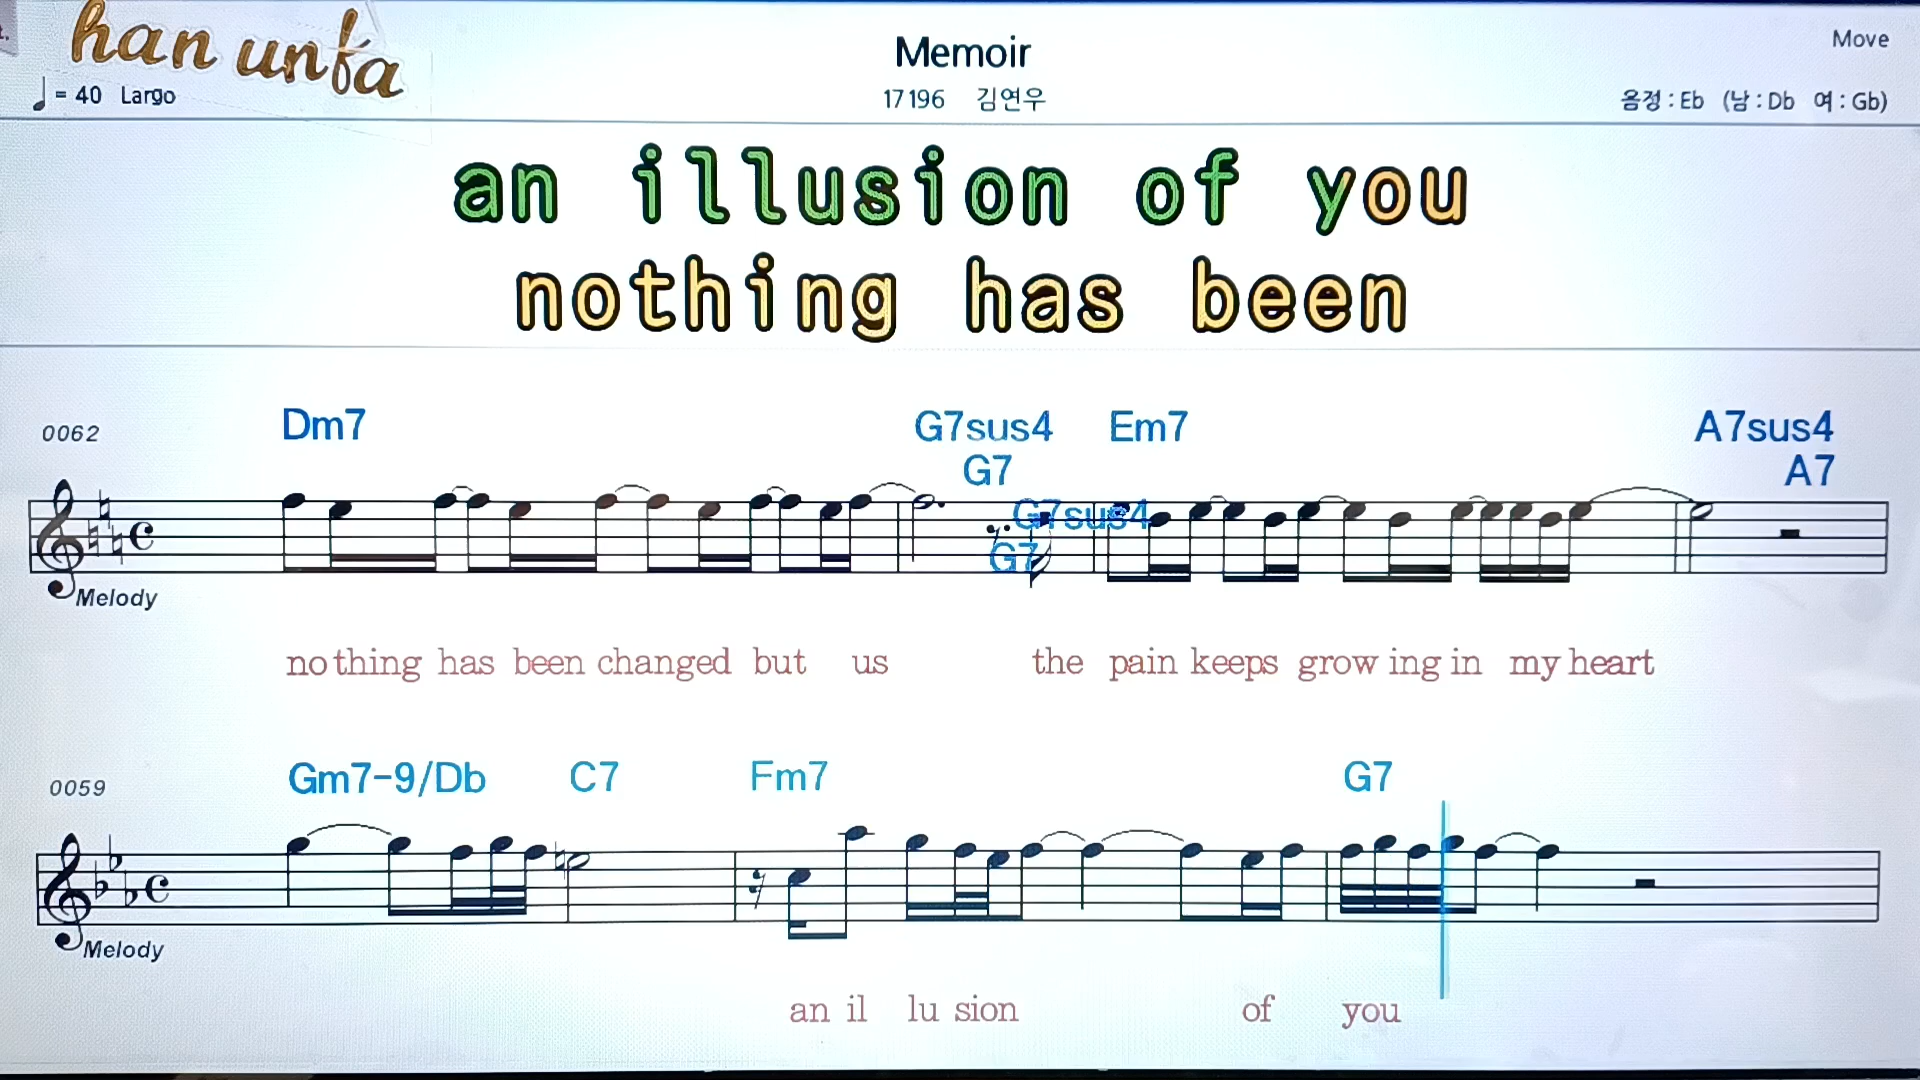 han unfa
Memoir
Move
= 40 Largo
17196 김연우
음정 : Eb (남 : Db 여 : Gb)
an illusion of you
nothing has been
0062
Dm7 G7sus4 Em7 A7sus4
G7 A7
G7sus4
G7
Melody
no thing has been changed but us the pain keeps grow ing in my heart
0059
Gm7-9/Db C7 Fm7 G7
Melody
an il lu sion of you